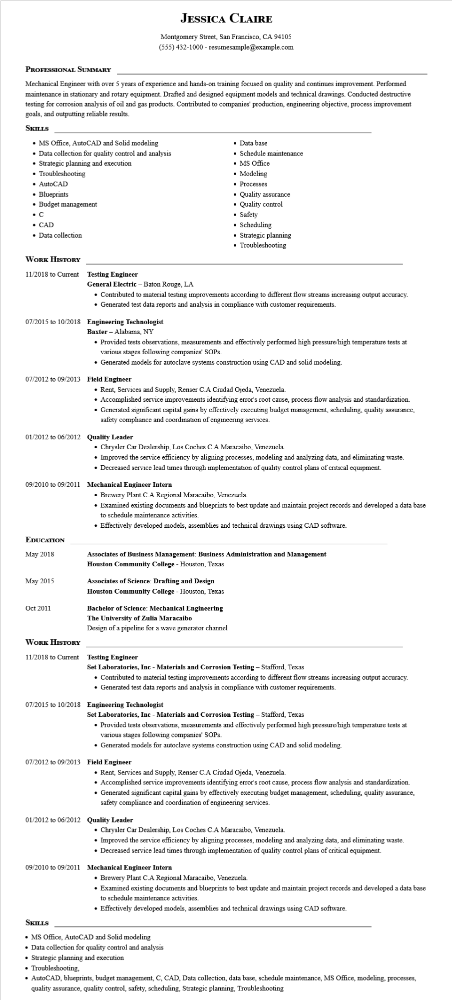 Jessica Claire
Montgomery Street, San Francisco, CA 94105
(555) 432-1000 - resumesample@example.com
Professional Summary
Mechanical Engineer with over 5 years of experience and hands-on training focused on quality and continues improvement. Performed
maintenance in stationary and rotary equipment. Drafted and designed equipment models and technical drawings. Conducted destructive
testing for corrosion analysis of oil and gas products. Contributed to companies' production, engineering objective, process improvement
goals, and outputting reliable results.
Skills
• MS Office, AutoCAD and Solid modeling
• Data collection for quality control and analysis
• Strategic planning and execution
• Troubleshooting
• AutoCAD
• Blueprints
• Budget management
• C
• CAD
• Data collection
• Data base
• Schedule maintenance
• MS Office
• Modeling
• Processes
• Quality assurance
• Quality control
• Safety
• Scheduling
• Strategic planning
• Troubleshooting
Work History
11/2018 to Current Testing Engineer
General Electric – Baton Rouge, LA
• Contributed to material testing improvements according to different flow streams increasing output accuracy.
• Generated test data reports and analysis in compliance with customer requirements.
07/2015 to 10/2018 Engineering Technologist
Baxter – Alabama, NY
• Provided tests observations, measurements and effectively performed high pressure/high temperature tests at
various stages following companies' SOPs.
• Generated models for autoclave systems construction using CAD and solid modeling.
07/2012 to 09/2013 Field Engineer
• Rent, Services and Supply, Renser C.A Ciudad Ojeda, Venezuela.
• Accomplished service improvements identifying error's root cause, process flow analysis and standardization.
• Generated significant capital gains by effectively executing budget management, scheduling, quality assurance,
safety compliance and coordination of engineering services.
01/2012 to 06/2012 Quality Leader
• Chrysler Car Dealership, Los Coches C.A Maracaibo, Venezuela.
• Improved the service efficiency by aligning processes, modeling and analyzing data, and eliminating waste.
• Decreased service lead times through implementation of quality control plans of critical equipment.
09/2010 to 09/2011 Mechanical Engineer Intern
• Brewery Plant C.A Regional Maracaibo, Venezuela.
• Examined existing documents and blueprints to best update and maintain project records and developed a data base
to schedule maintenance activities.
• Effectively developed models, assemblies and technical drawings using CAD software.
Education
May 2018 Associates of Business Management: Business Administration and Management
Houston Community College - Houston, Texas
May 2015 Associates of Science: Drafting and Design
Houston Community College - Houston, Texas
Oct 2011 Bachelor of Science: Mechanical Engineering
The University of Zulia Maracaibo
Design of a pipeline for a wave generator channel
Work History
11/2018 to Current Testing Engineer
Set Laboratories, Inc - Materials and Corrosion Testing – Stafford, Texas
• Contributed to material testing improvements according to different flow streams increasing output accuracy.
• Generated test data reports and analysis in compliance with customer requirements.
07/2015 to 10/2018 Engineering Technologist
Set Laboratories, Inc - Materials and Corrosion Testing – Stafford, Texas
• Provided tests observations, measurements and effectively performed high pressure/high temperature tests at
various stages following companies' SOPs.
• Generated models for autoclave systems construction using CAD and solid modeling.
07/2012 to 09/2013 Field Engineer
• Rent, Services and Supply, Renser C.A Ciudad Ojeda, Venezuela.
• Accomplished service improvements identifying error's root cause, process flow analysis and standardization.
• Generated significant capital gains by effectively executing budget management, scheduling, quality assurance,
safety compliance and coordination of engineering services.
01/2012 to 06/2012 Quality Leader
• Chrysler Car Dealership, Los Coches C.A Maracaibo, Venezuela.
• Improved the service efficiency by aligning processes, modeling and analyzing data, and eliminating waste.
• Decreased service lead times through implementation of quality control plans of critical equipment.
09/2010 to 09/2011 Mechanical Engineer Intern
• Brewery Plant C.A Regional Maracaibo, Venezuela.
• Examined existing documents and blueprints to best update and maintain project records and developed a data base
to schedule maintenance activities.
• Effectively developed models, assemblies and technical drawings using CAD software.
Skills
• MS Office, AutoCAD and Solid modeling
• Data collection for quality control and analysis
• Strategic planning and execution
• Troubleshooting,
• AutoCAD, blueprints, budget management, C, CAD, Data collection, data base, schedule maintenance, MS Office, modeling, processes,
quality assurance, quality control, safety, scheduling, Strategic planning, Troubleshooting